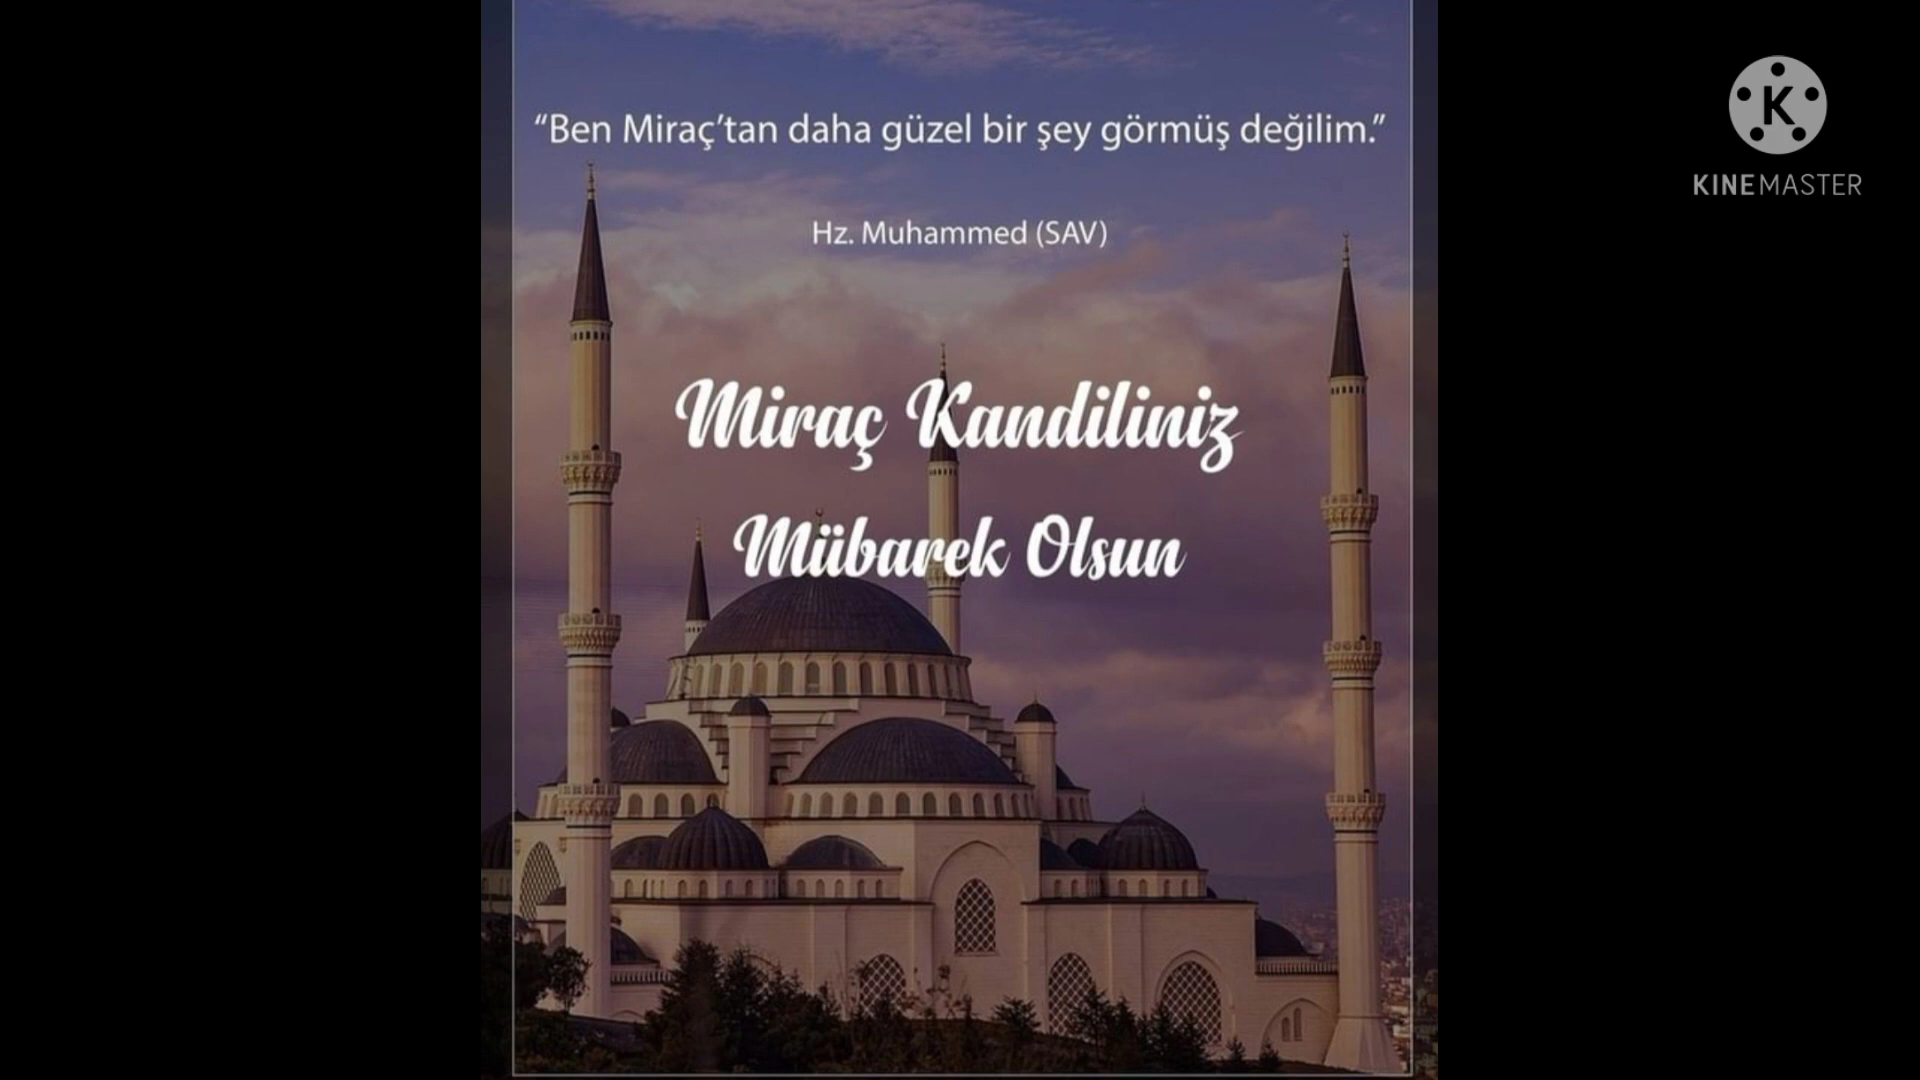 “Ben Miraç’tan daha güzel bir şey görmüş değilim.”
Hz. Muhammed (SAV)
Miraç Kandiliniz
Mübarek Olsun
K
KINEMASTER